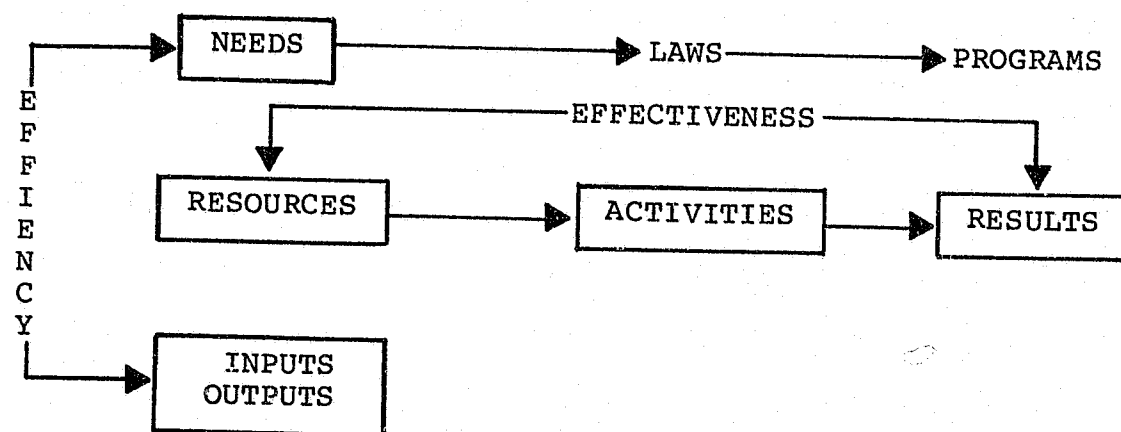 NEEDS
LAWS
PROGRAMS
EFFIENCY
EFFECTIVENESS
RESOURCES
ACTIVITIES
RESULTS
INPUTS
OUTPUTS